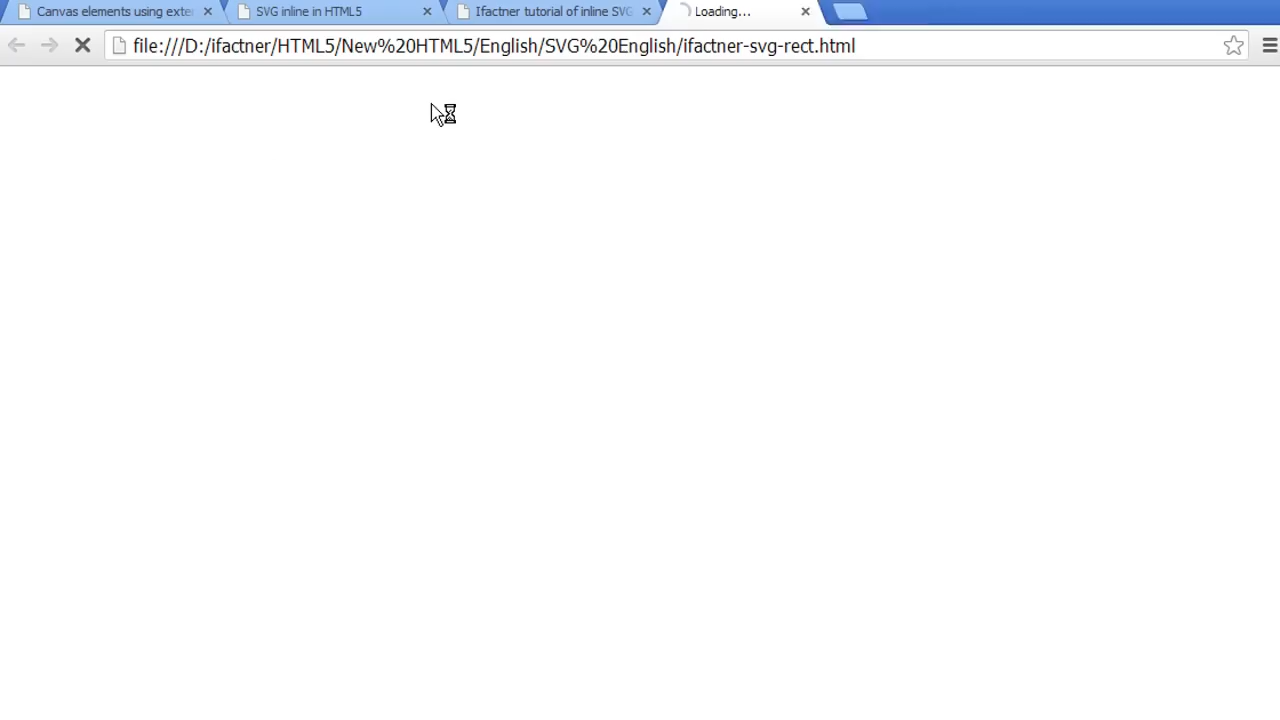 Canvas elements using exte
SVG inline in HTML5
Ifactner tutorial of inline SVG
Loading...
file:///D:/ifactner/HTML5/New%20HTML5/English/SVG%20English/ifactner-svg-rect.html